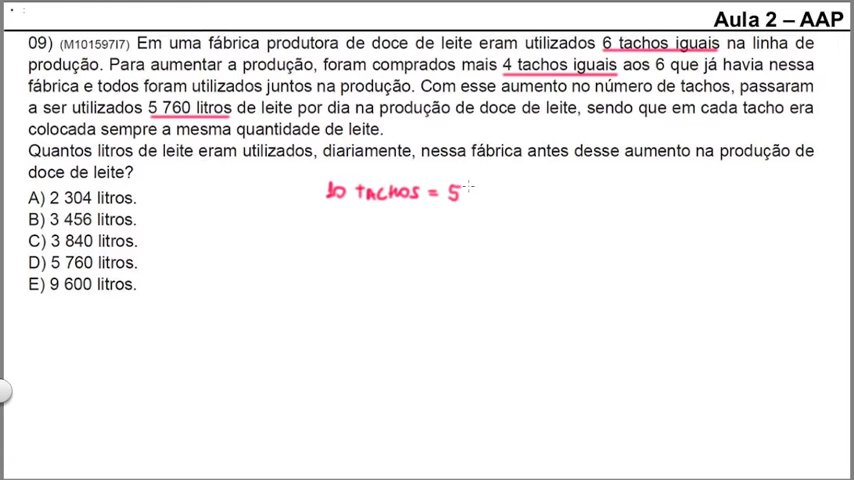 Aula 2 – AAP
09) (M101597I7) Em uma fábrica produtora de doce de leite eram utilizados 6 tachos iguais na linha de
produção. Para aumentar a produção, foram comprados mais 4 tachos iguais aos 6 que já havia nessa
fábrica e todos foram utilizados juntos na produção. Com esse aumento no número de tachos, passaram
a ser utilizados 5 760 litros de leite por dia na produção de doce de leite, sendo que em cada tacho era
colocada sempre a mesma quantidade de leite.
Quantos litros de leite eram utilizados, diariamente, nessa fábrica antes desse aumento na produção de
doce de leite?
10 TACHOS = 5
A) 2 304 litros.
B) 3 456 litros.
C) 3 840 litros.
D) 5 760 litros.
E) 9 600 litros.